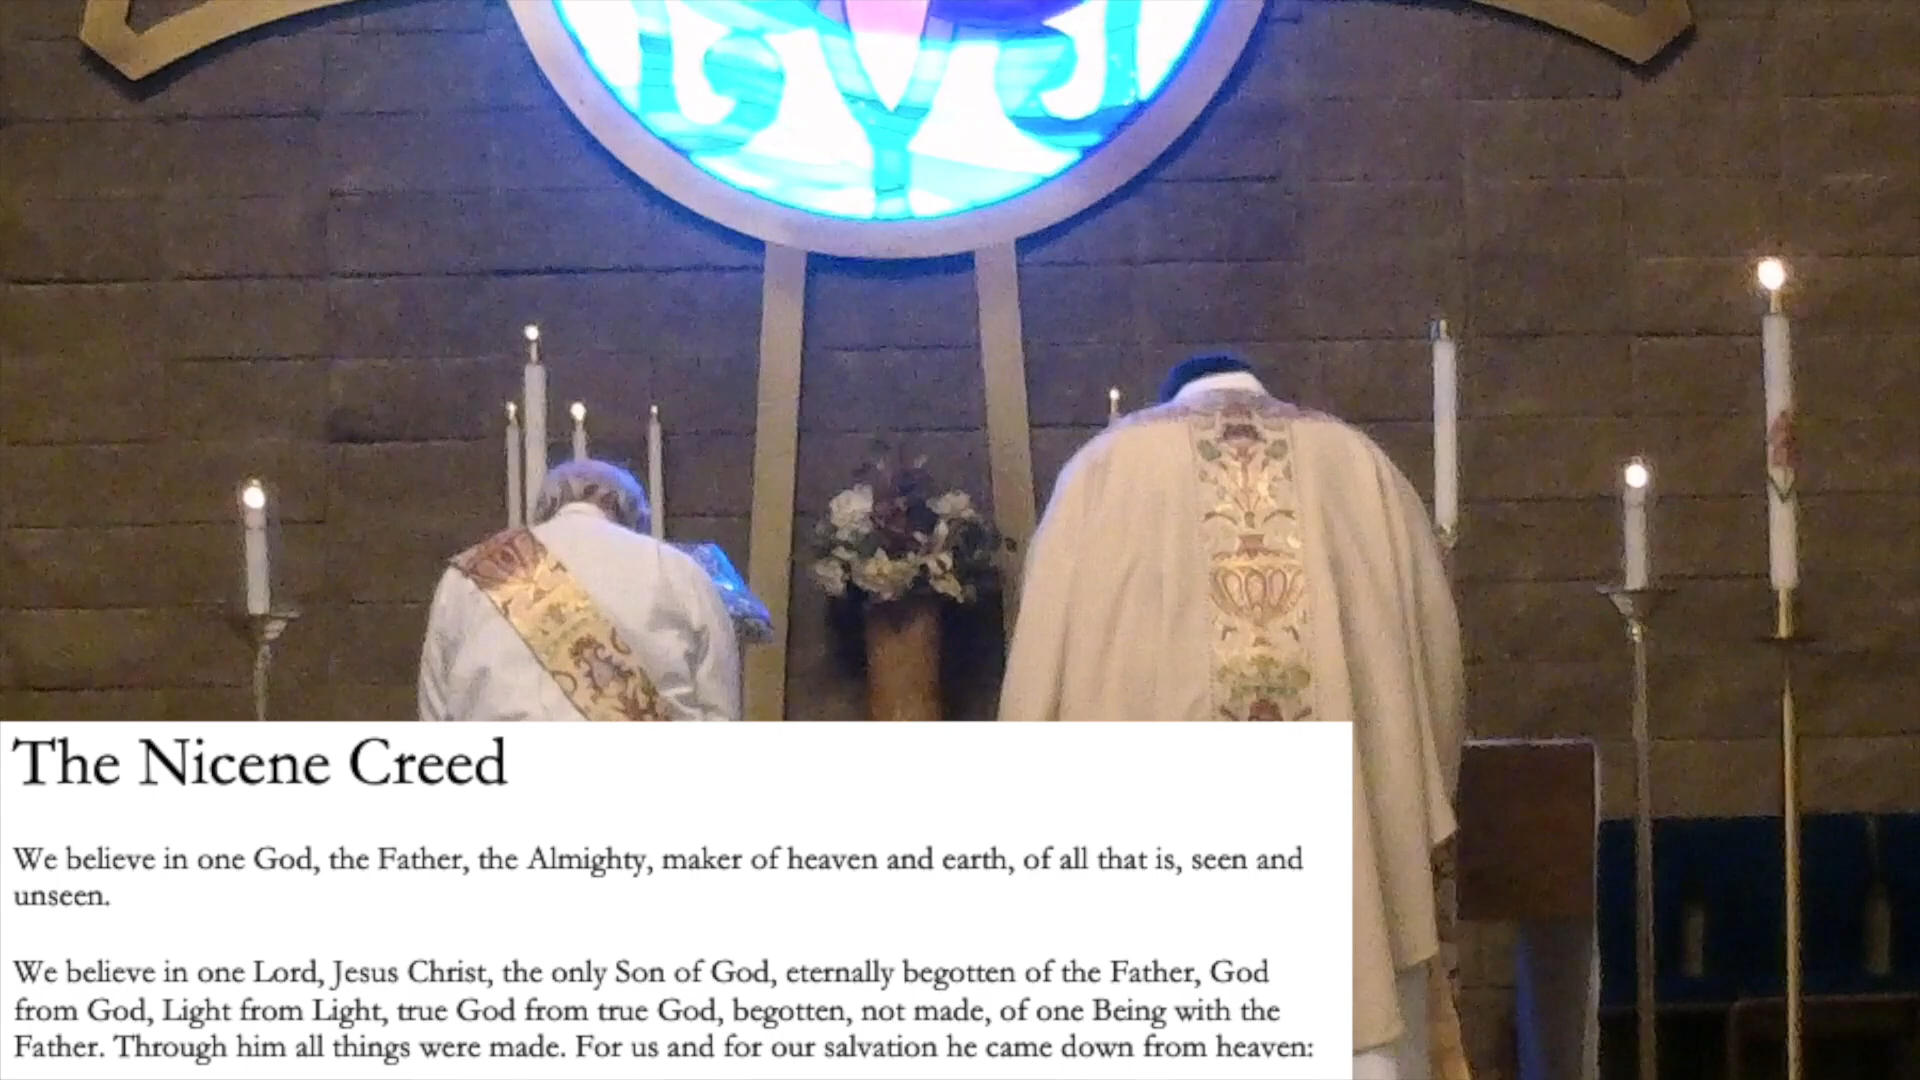 The Nicene Creed
We believe in one God, the Father, the Almighty, maker of heaven and earth, of all that is, seen and
unseen.
We believe in one Lord, Jesus Christ, the only Son of God, eternally begotten of the Father, God
from God, Light from Light, true God from true God, begotten, not made, of one Being with the
Father. Through him all things were made. For us and for our salvation he came down from heaven: